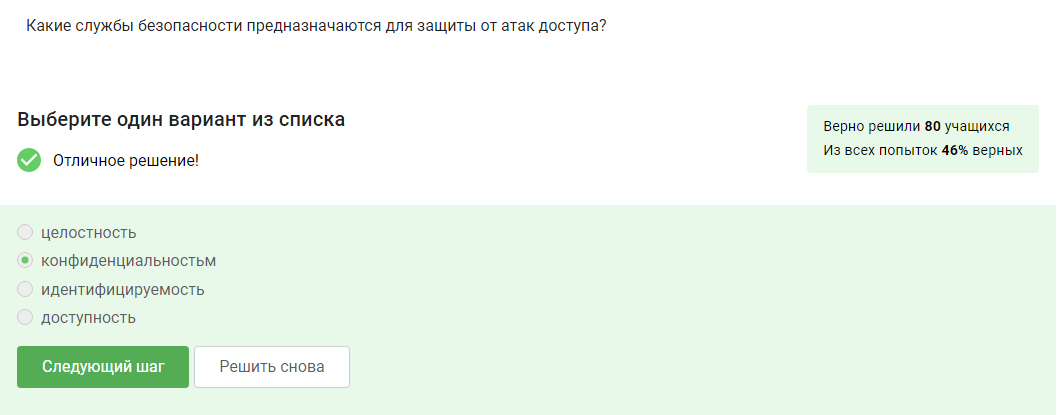 Какие службы безопасности предназначаются для защиты от атак доступа?
Выберите один вариант из списка
Отличное решение!
Верно решили 80 учащихся
Из всех попыток 46% верных
целостность
конфиденциальностьм
идентифицируемость
доступность
Следующий шаг
Решить снова